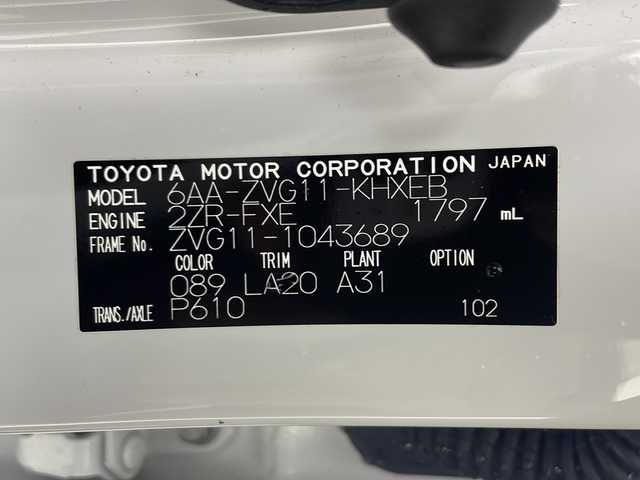 TOYOTA MOTOR CORPORATION JAPAN
MODEL 6AA-ZVG11-KHXEB
ENGINE 2ZR-FXE 1797 mL
FRAME No. ZVG11-1043689
COLOR TRIM PLANT OPTION
089 LA20 A31
TRANS./AXLE P610 102